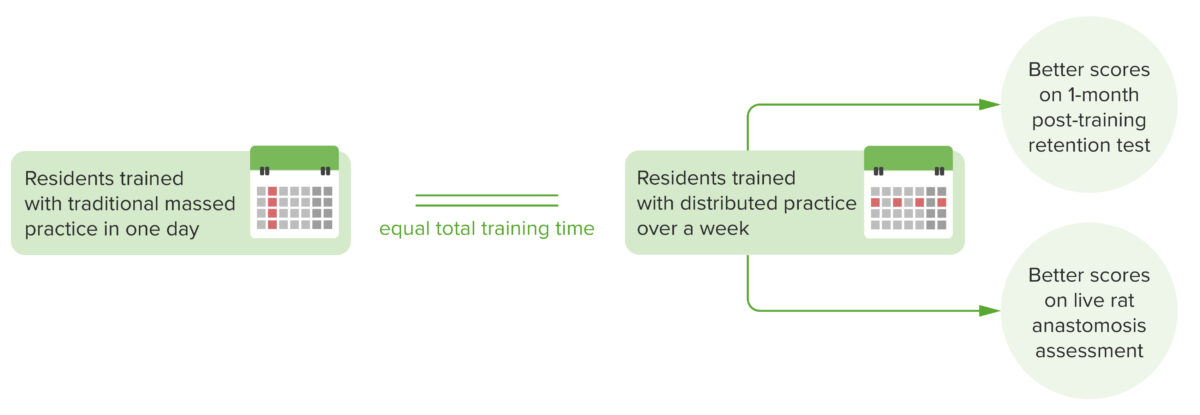 Residents trained
with traditional massed
practice in one day
equal total training time
Residents trained
with distributed practice
over a week
Better scores
on 1-month
post-training
retention test
Better scores
on live rat
anastomosis
assessment